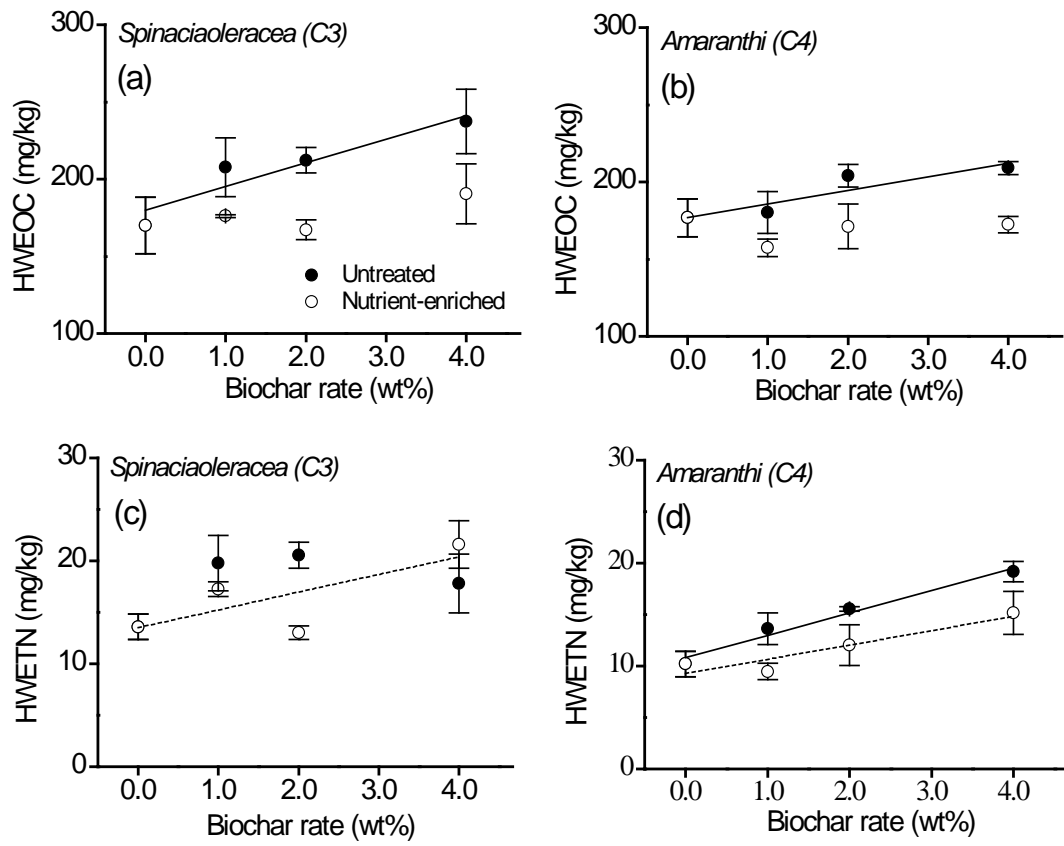 Spinaciaoleracea (C3)
(a)
HWEOC (mg/kg)
300
200
100
Untreated
Nutrient-enriched
0.0 1.0 2.0 3.0 4.0
Biochar rate (wt%)
Amaranthi (C4)
(b)
HWEOC (mg/kg)
300
200
100
0.0 1.0 2.0 3.0 4.0
Biochar rate (wt%)
Spinaciaoleracea (C3)
(c)
HWETN (mg/kg)
30
20
10
0
0.0 1.0 2.0 3.0 4.0
Biochar rate (wt%)
Amaranthi (C4)
(d)
HWETN (mg/kg)
30
20
10
0
0.0 1.0 2.0 3.0 4.0
Biochar rate (wt%)